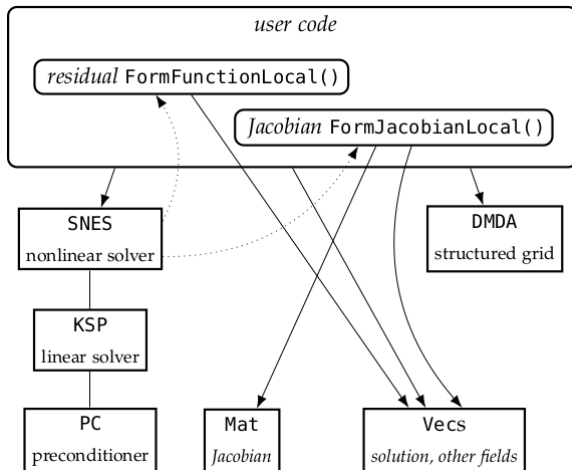 user code
residual FormFunctionLocal()
Jacobian FormJacobianLocal()
SNES
nonlinear solver
DMDA
structured grid
KSP
linear solver
PC
preconditioner
Mat
Jacobian
Vecs
solution, other fields